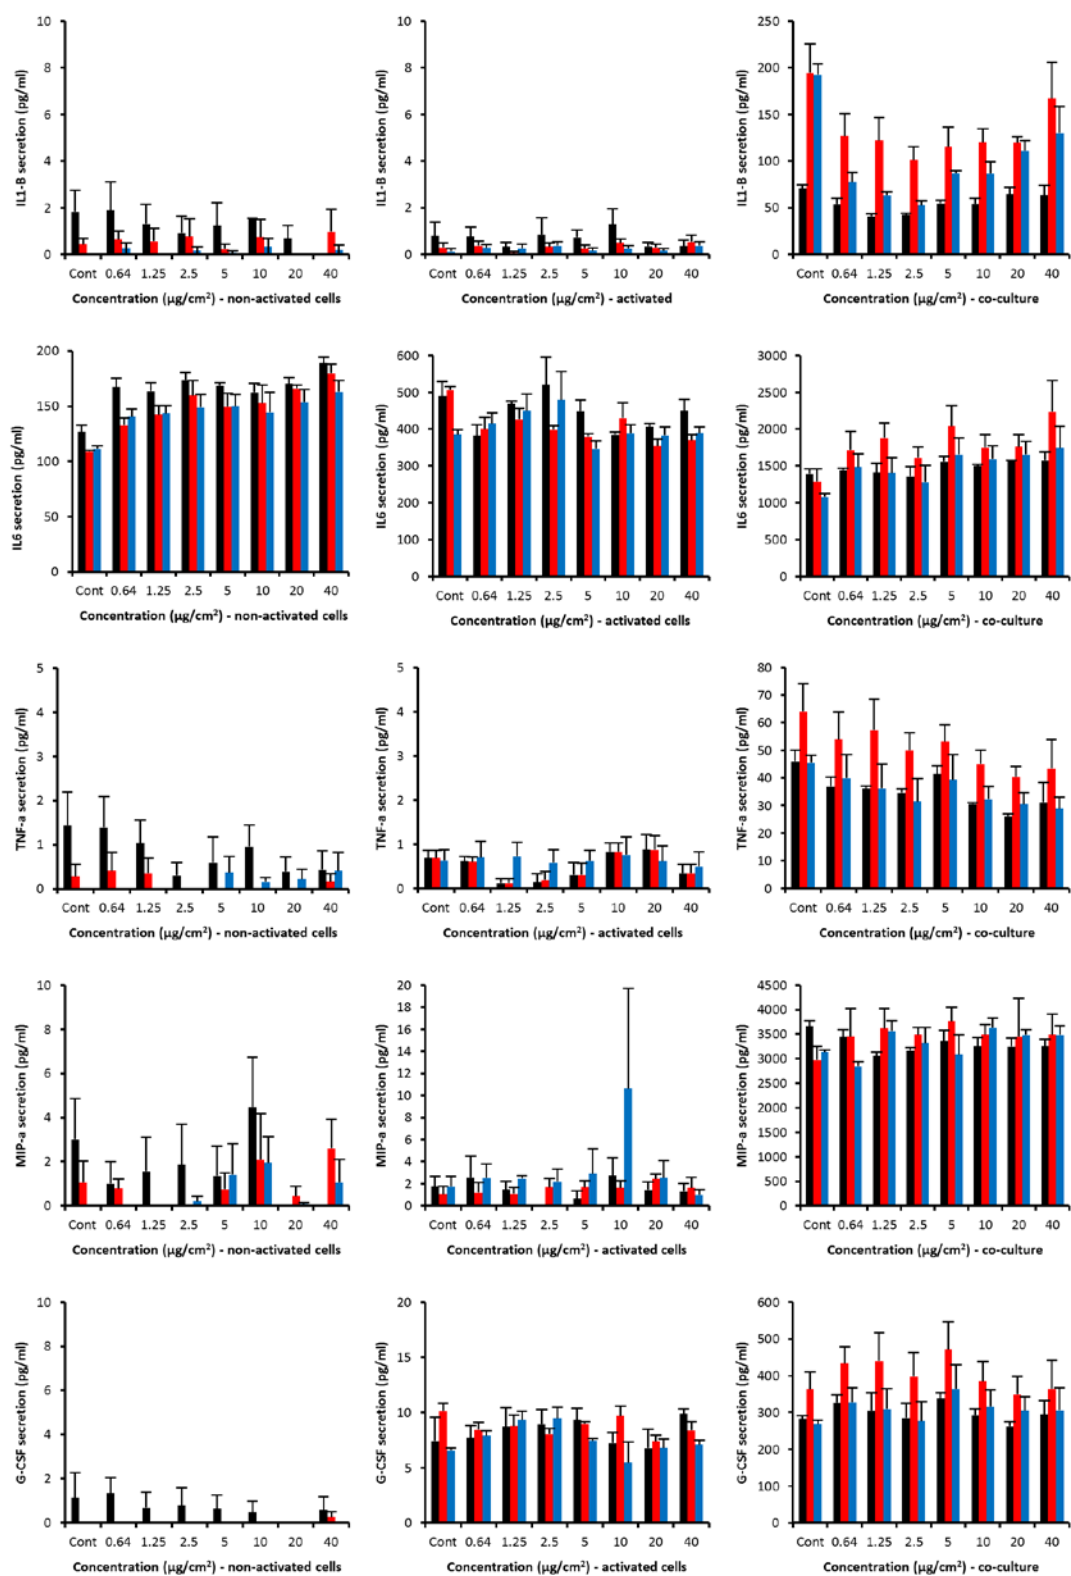 IL1-B secretion (pg/ml)
10
8
6
4
2
0
Cont 0.64 1.25 2.5 5 10 20 40
Concentration (µg/cm²) - non-activated cells
IL1-B secretion (pg/ml)
10
8
6
4
2
0
Cont 0.64 1.25 2.5 5 10 20 40
Concentration (µg/cm²) - activated
IL1-B secretion (pg/ml)
250
200
150
100
50
0
Cont 0.64 1.25 2.5 5 10 20 40
Concentration (µg/cm²) - co-culture
IL6 secretion (pg/ml)
200
150
100
50
0
Cont 0.64 1.25 2.5 5 10 20 40
Concentration (µg/cm²) - non-activated cells
IL6 secretion (pg/ml)
600
500
400
300
200
100
0
Cont 0.64 1.25 2.5 5 10 20 40
Concentration (µg/cm²) - activated cells
IL6 secretion (pg/ml)
3000
2500
2000
1500
1000
500
0
Cont 0.64 1.25 2.5 5 10 20 40
Concentration (µg/cm²) - co-culture
TNF-a secretion (pg/ml)
5
4
3
2
1
0
Cont 0.64 1.25 2.5 5 10 20 40
Concentration (µg/cm²) - non-activated cells
TNF-a secretion (pg/ml)
5
4
3
2
1
0
Cont 0.64 1.25 2.5 5 10 20 40
Concentration (µg/cm²) - activated cells
TNF-a secretion (pg/ml)
80
70
60
50
40
30
20
10
0
Cont 0.64 1.25 2.5 5 10 20 40
Concentration (µg/cm²) - co-culture
MIP-a secretion (pg/ml)
10
8
6
4
2
0
Cont 0.64 1.25 2.5 5 10 20 40
Concentration (µg/cm²) - non-activated cells
MIP-a secretion (pg/ml)
20
18
16
14
12
10
8
6
4
2
0
Cont 0.64 1.25 2.5 5 10 20 40
Concentration (µg/cm²) - activated cells
MIP-a secretion (pg/ml)
4500
4000
3500
3000
2500
2000
1500
1000
500
0
Cont 0.64 1.25 2.5 5 10 20 40
Concentration (µg/cm²) - co-culture
G-CSF secretion (pg/ml)
10
8
6
4
2
0
Cont 0.64 1.25 2.5 5 10 20 40
Concentration (µg/cm²) - non-activated cells
G-CSF secretion (pg/ml)
20
15
10
5
0
Cont 0.64 1.25 2.5 5 10 20 40
Concentration (µg/cm²) - activated cells
G-CSF secretion (pg/ml)
600
500
400
300
200
100
0
Cont 0.64 1.25 2.5 5 10 20 40
Concentration (µg/cm²) - co-culture